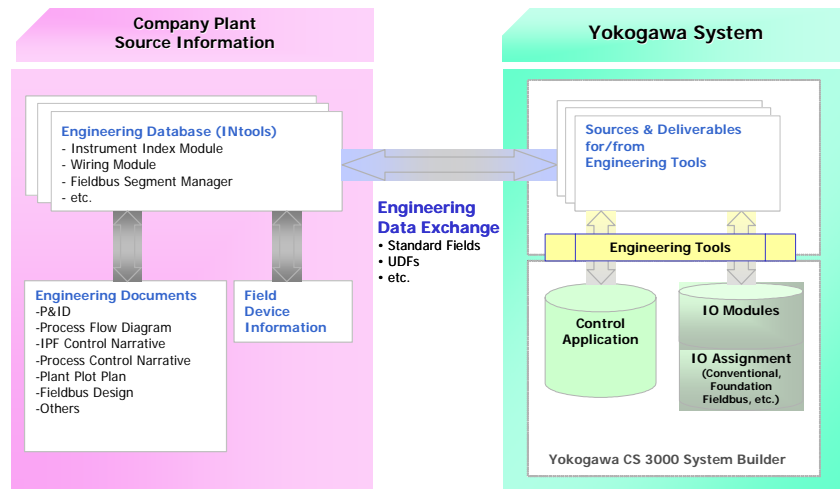 Company Plant
Source Information
Yokogawa System
Engineering Database (INtools)
- Instrument Index Module
- Wiring Module
- Fieldbus Segment Manager
- etc.
Sources & Deliverables
for/from
Engineering Tools
Engineering
Data Exchange
• Standard Fields
• UDFs
• etc.
Engineering Tools
Engineering Documents
-P&ID
-Process Flow Diagram
-IPF Control Narrative
-Process Control Narrative
-Plant Plot Plan
-Fieldbus Design
-Others
Field
Device
Information
Control
Application
IO Modules
IO Assignment
(Conventional,
Foundation
Fieldbus, etc.)
Yokogawa CS 3000 System Builder